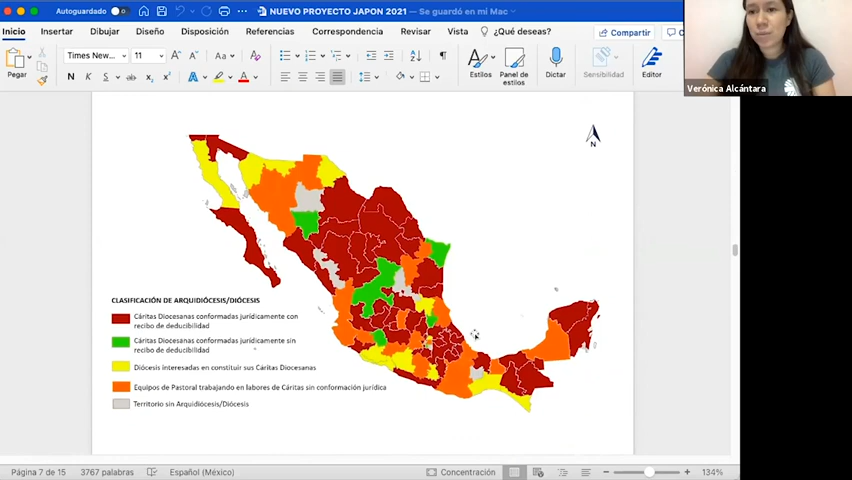 Autoguardado
NUEVO PROYECTO JAPON 2021 — Se guardó en mi Mac
Inicio Insertar Dibujar Diseño Disposición Referencias Correspondencia Revisar Vista ¿Qué deseas? Compartir
Times New... 11
N K S ab x₂ x²
Pegar Estilos Panel de estilos Dictar Sensibilidad Editor
Verónica Alcántara
N
CLASIFICACIÓN DE ARQUIDIÓCESIS/DIÓCESIS
Cáritas Diocesanas conformadas jurídicamente con
recibo de deducibilidad
Cáritas Diocesanas conformadas jurídicamente sin
recibo de deducibilidad
Diócesis interesadas en constituir sus Cáritas Diocesanas
Equipos de Pastoral trabajando en labores de Cáritas sin conformación jurídica
Territorio sin Arquidiócesis/Diócesis
Página 7 de 15 3767 palabras Español (México) Concentración 134%